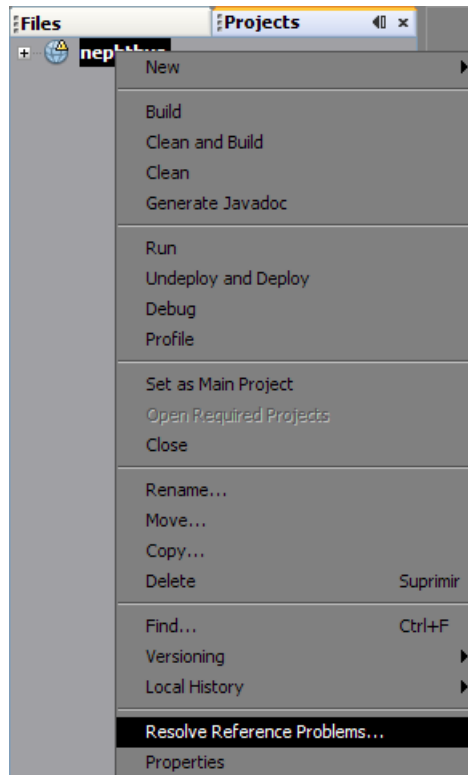 Files
Projects
New
Build
Clean and Build
Clean
Generate Javadoc
Run
Undeploy and Deploy
Debug
Profile
Set as Main Project
Open Required Projects
Close
Rename...
Move...
Copy...
Delete Suprimir
Find... Ctrl+F
Versioning
Local History
Resolve Reference Problems...
Properties